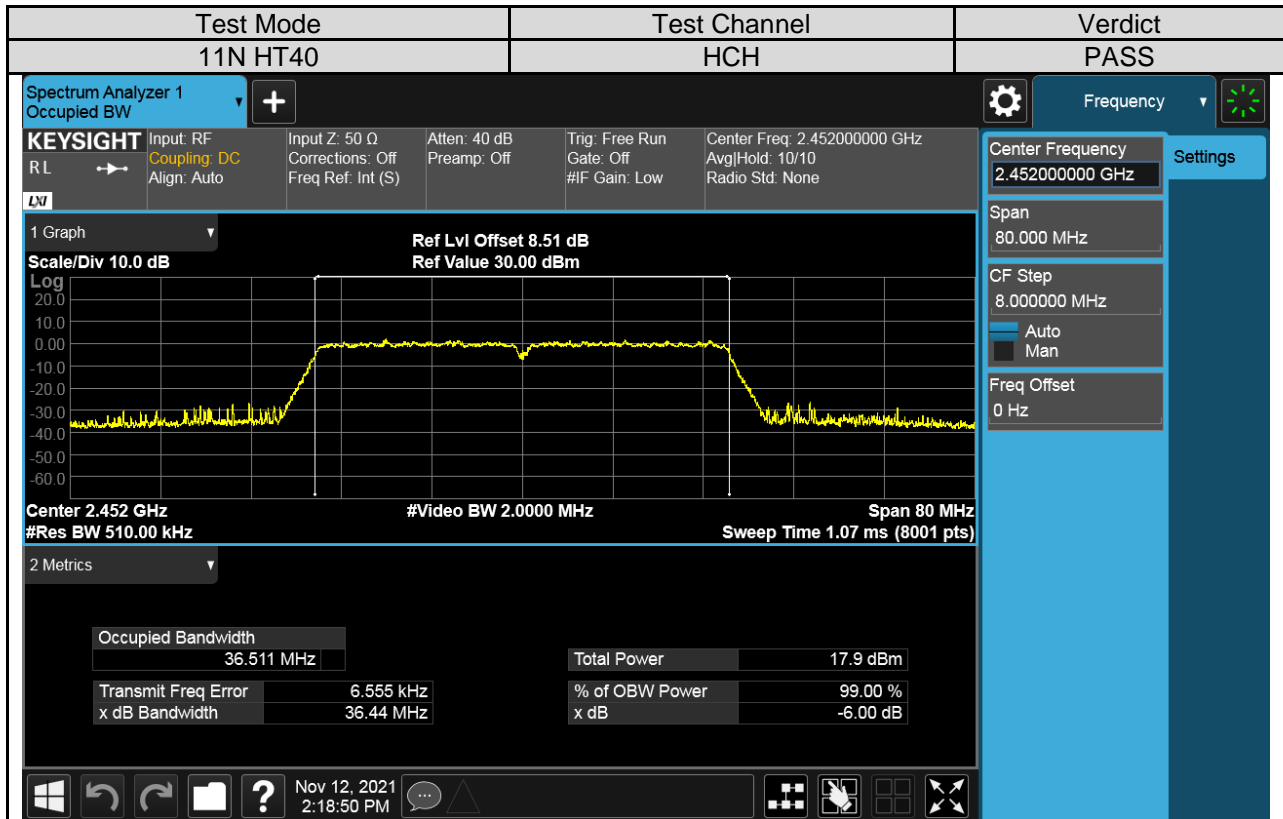 Test Mode Test Channel Verdict
11N HT40 HCH PASS
Spectrum Analyzer 1
Occupied BW
Frequency
KEYSIGHT Input: RF Input Z: 50 Ω Atten: 40 dB Trig: Free Run Center Freq: 2.452000000 GHz
RL Coupling: DC Corrections: Off Preamp: Off Gate: Off Avg|Hold: 10/10
Align: Auto Freq Ref: Int (S) #IF Gain: Low Radio Std: None
LXI
Center Frequency
2.452000000 GHz
Settings
Span
80.000 MHz
CF Step
8.000000 MHz
Auto
Man
Freq Offset
0 Hz
1 Graph
Ref Lvl Offset 8.51 dB
Scale/Div 10.0 dB Ref Value 30.00 dBm
Log
20.0
10.0
0.00
-10.0
-20.0
-30.0
-40.0
-50.0
-60.0
Center 2.452 GHz #Video BW 2.0000 MHz Span 80 MHz
#Res BW 510.00 kHz Sweep Time 1.07 ms (8001 pts)
2 Metrics
Occupied Bandwidth
36.511 MHz Total Power 17.9 dBm
Transmit Freq Error 6.555 kHz % of OBW Power 99.00 %
x dB Bandwidth 36.44 MHz x dB -6.00 dB
Nov 12, 2021
2:18:50 PM